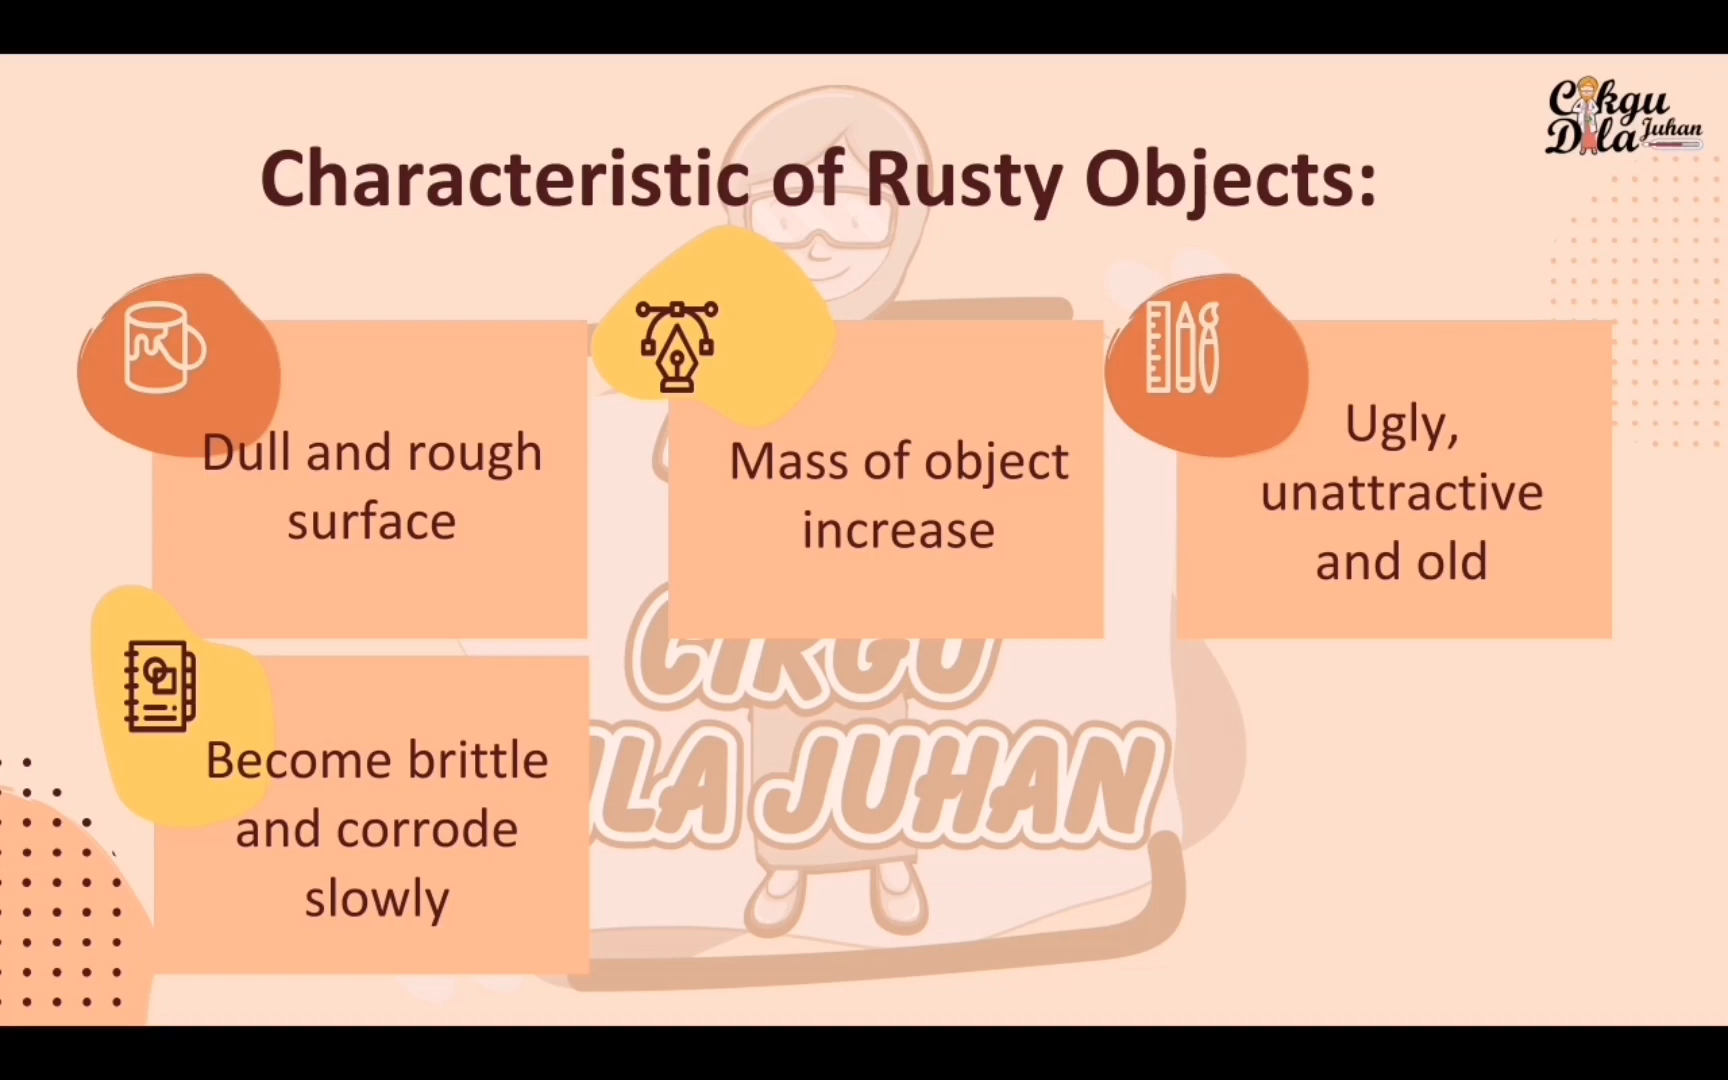 Cikgu
Dila Juhan
Characteristic of Rusty Objects:
Dull and rough
surface
Mass of object
increase
Ugly,
unattractive
and old
Become brittle
and corrode
slowly
CIKGU
JUHAN